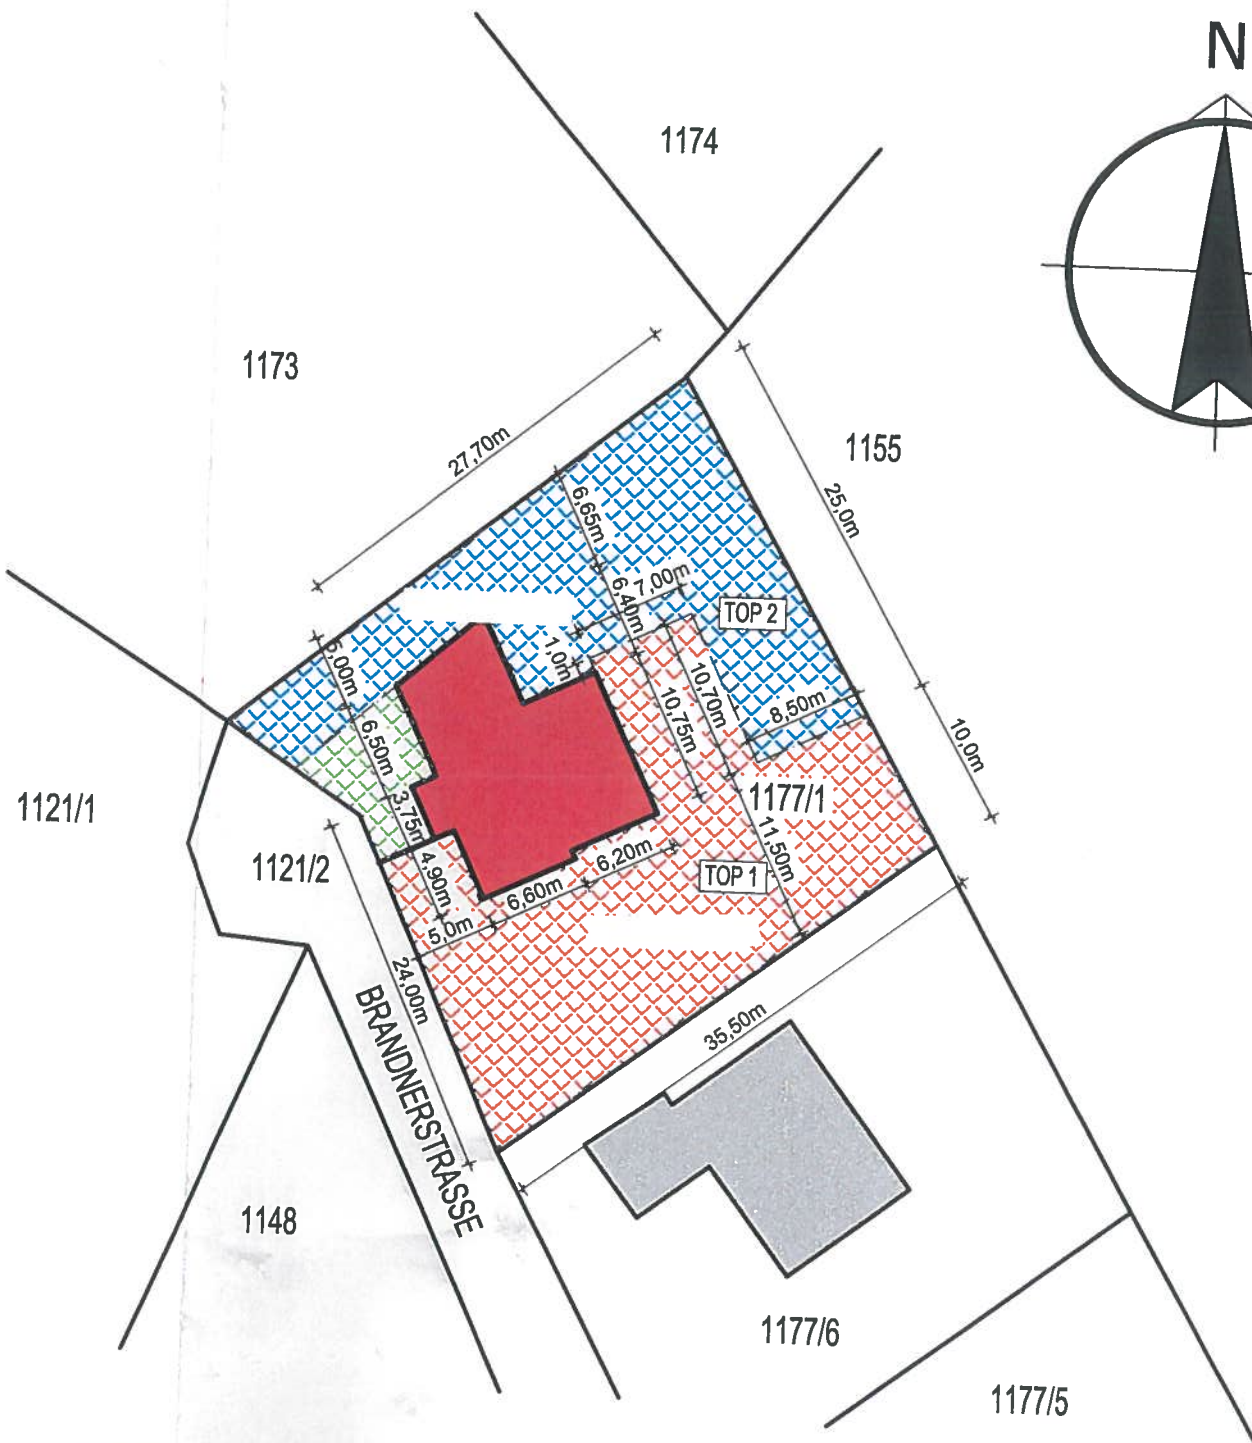 N
1174
1173
27,70m
1155
25,0m
6,65m
7,00m
6,40m
TOP 2
1,0m
6,00m
10,70m
10,75m
8,50m
6,50m
10,0m
3,75m
1177/1
1121/1
11,50m
6,20m
4,90m
1121/2
TOP 1
6,60m
5,0m
24,00m
BRANDNERSTRASSE
35,50m
1148
1177/6
1177/5